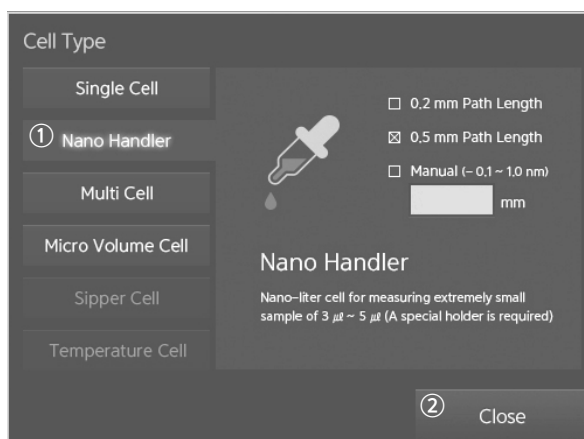 Cell Type
Single Cell
① Nano Handler
Multi Cell
Micro Volume Cell
Sipper Cell
Temperature Cell
☐ 0.2 mm Path Length
☒ 0.5 mm Path Length
☐ Manual (– 0.1 ~ 1.0 nm)
mm
Nano Handler
Nano-liter cell for measuring extremely small
sample of 3 ㎕ ~ 5 ㎕ (A special holder is required)
② Close